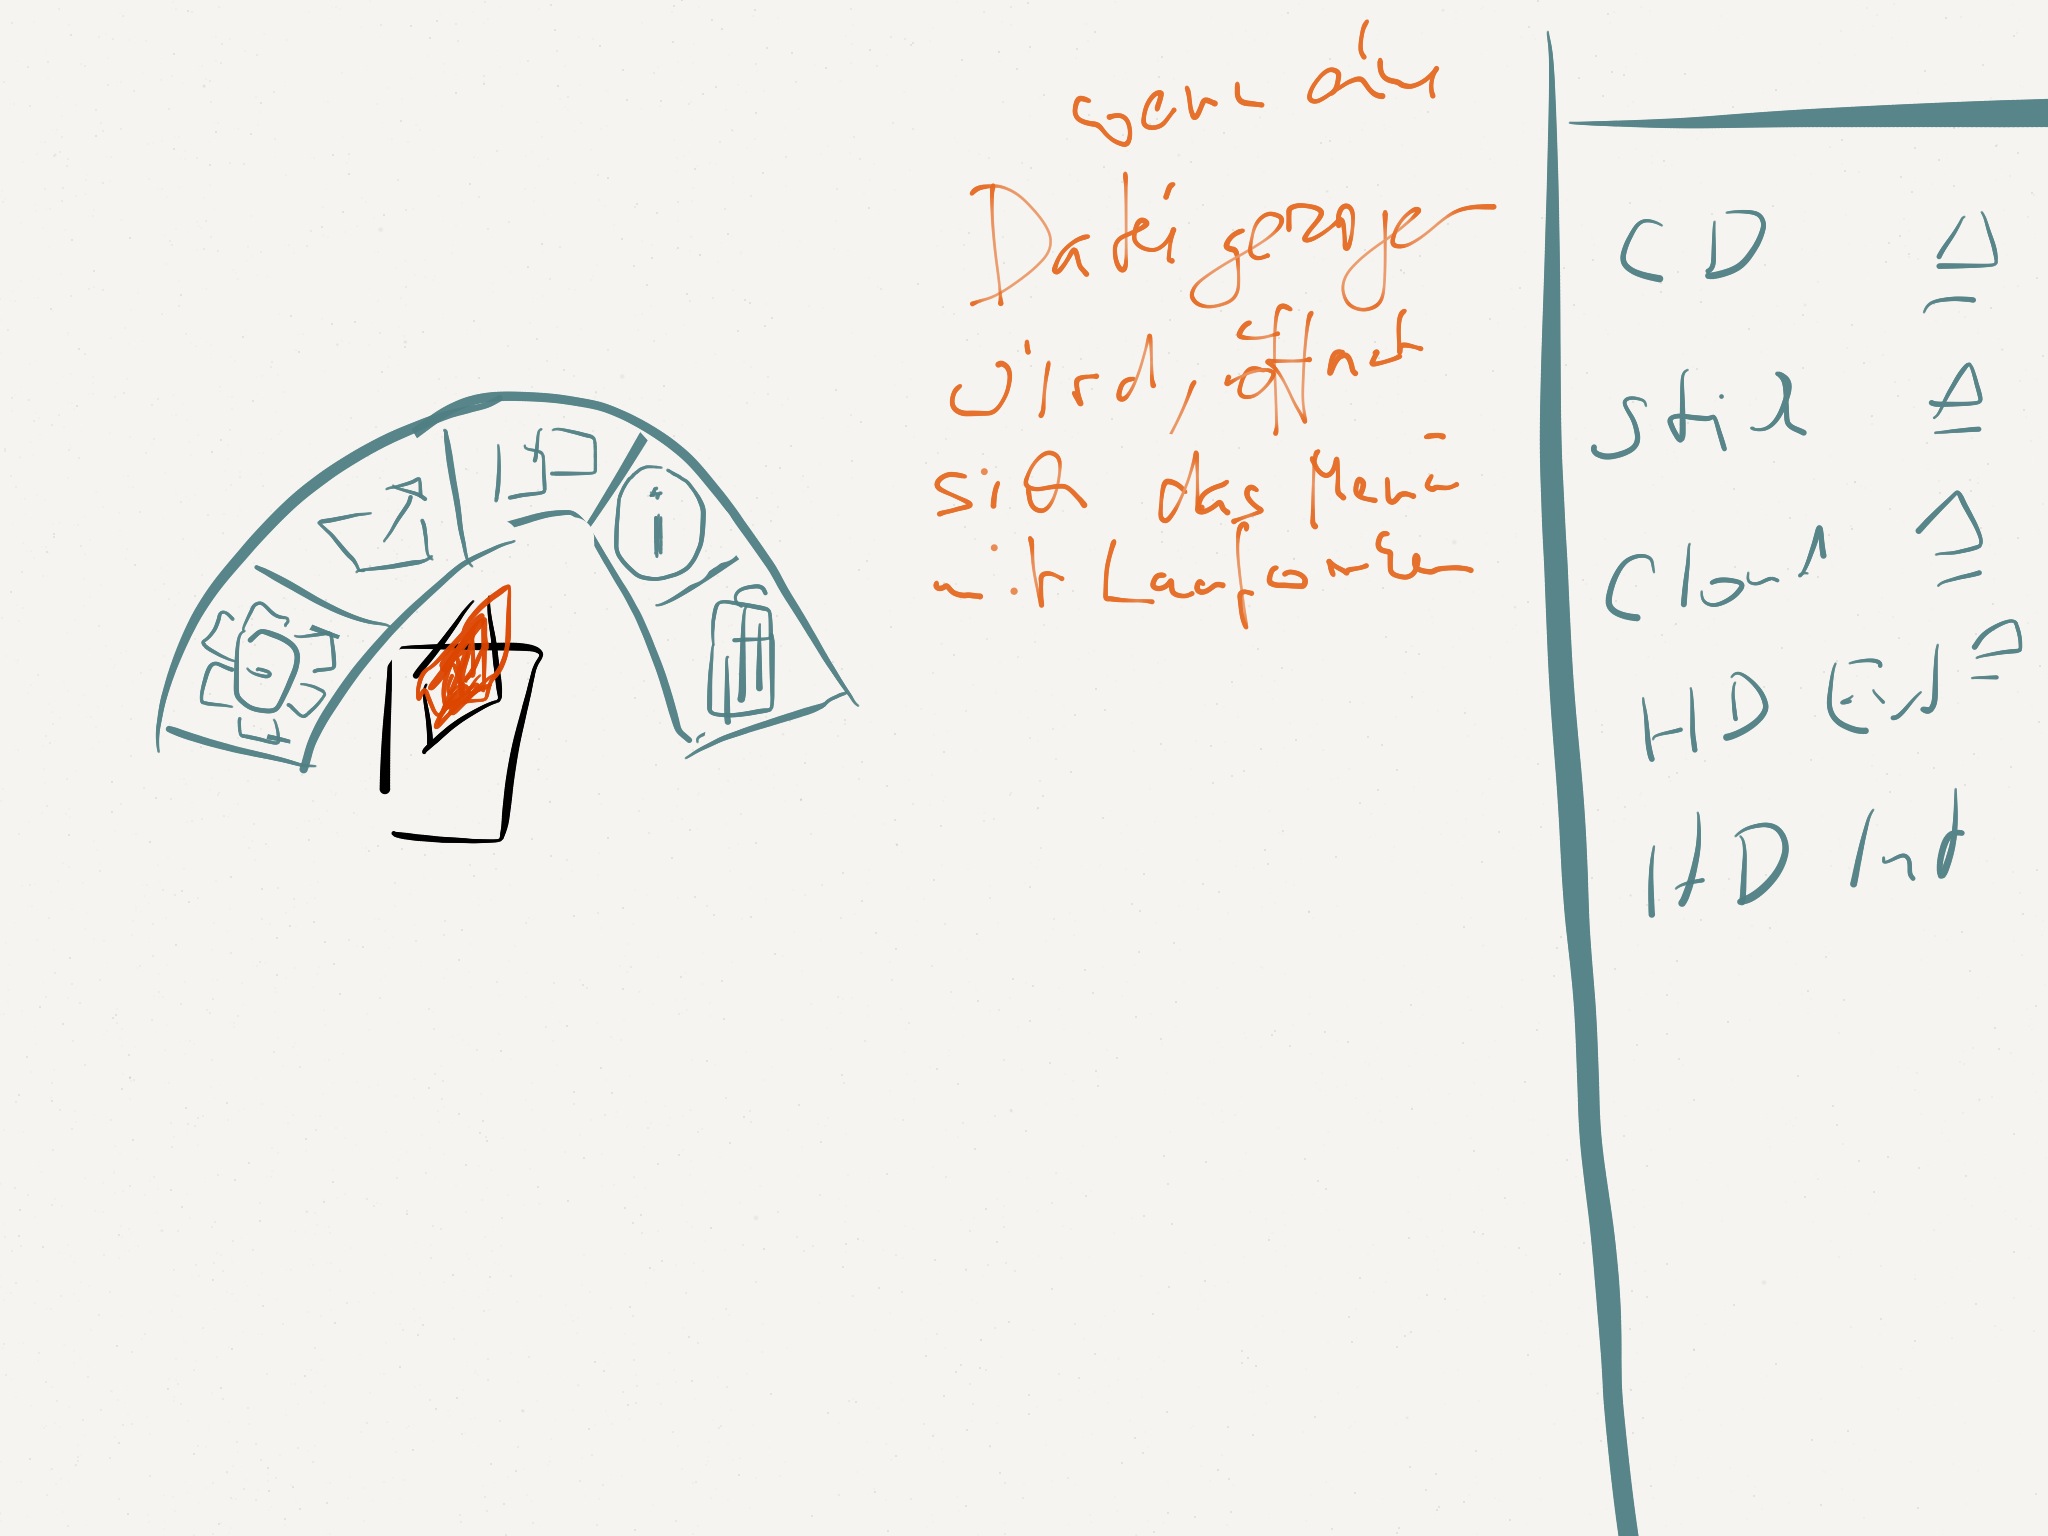 wenn die
Datei gezogen
wird, öffnet
sich das Menü
mit Laufwerken
CD
Stick
Cloud
HD Ext
HD Int
i